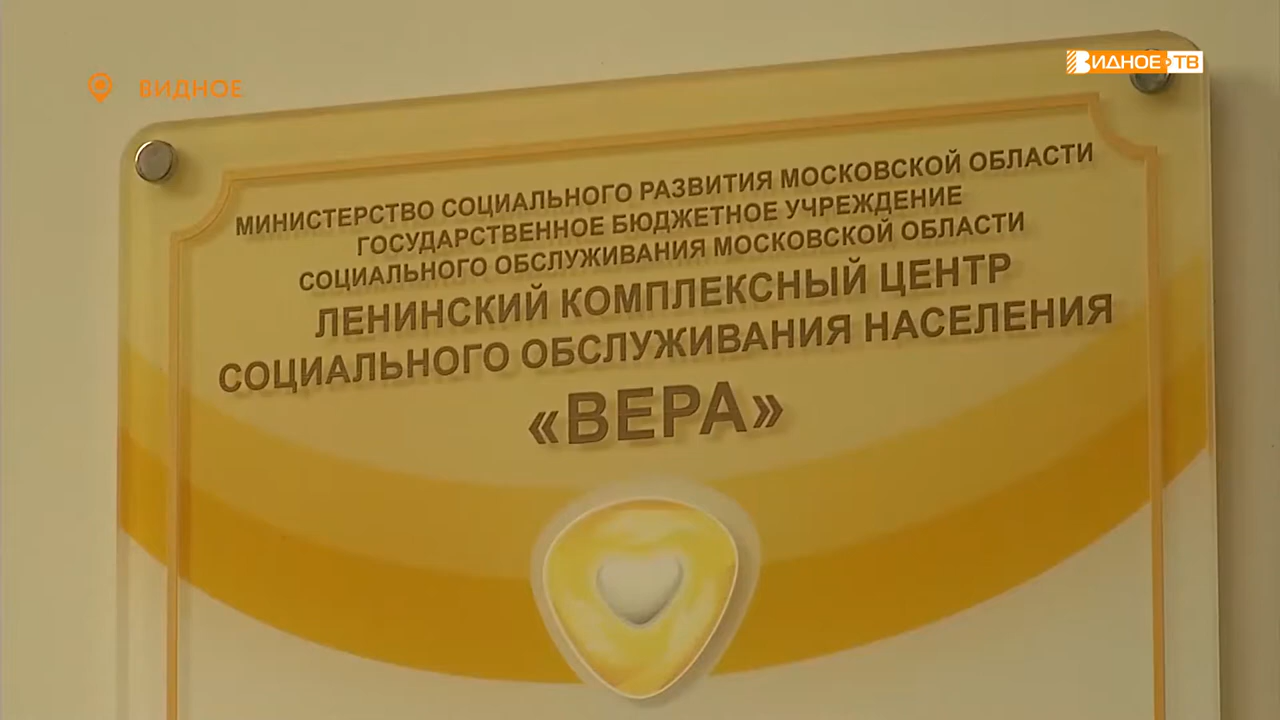 ВИДНОЕ
ВИДНОЕ ТВ
МИНИСТЕРСТВО СОЦИАЛЬНОГО РАЗВИТИЯ МОСКОВСКОЙ ОБЛАСТИ
ГОСУДАРСТВЕННОЕ БЮДЖЕТНОЕ УЧРЕЖДЕНИЕ
СОЦИАЛЬНОГО ОБСЛУЖИВАНИЯ МОСКОВСКОЙ ОБЛАСТИ
ЛЕНИНСКИЙ КОМПЛЕКСНЫЙ ЦЕНТР
СОЦИАЛЬНОГО ОБСЛУЖИВАНИЯ НАСЕЛЕНИЯ
«ВЕРА»